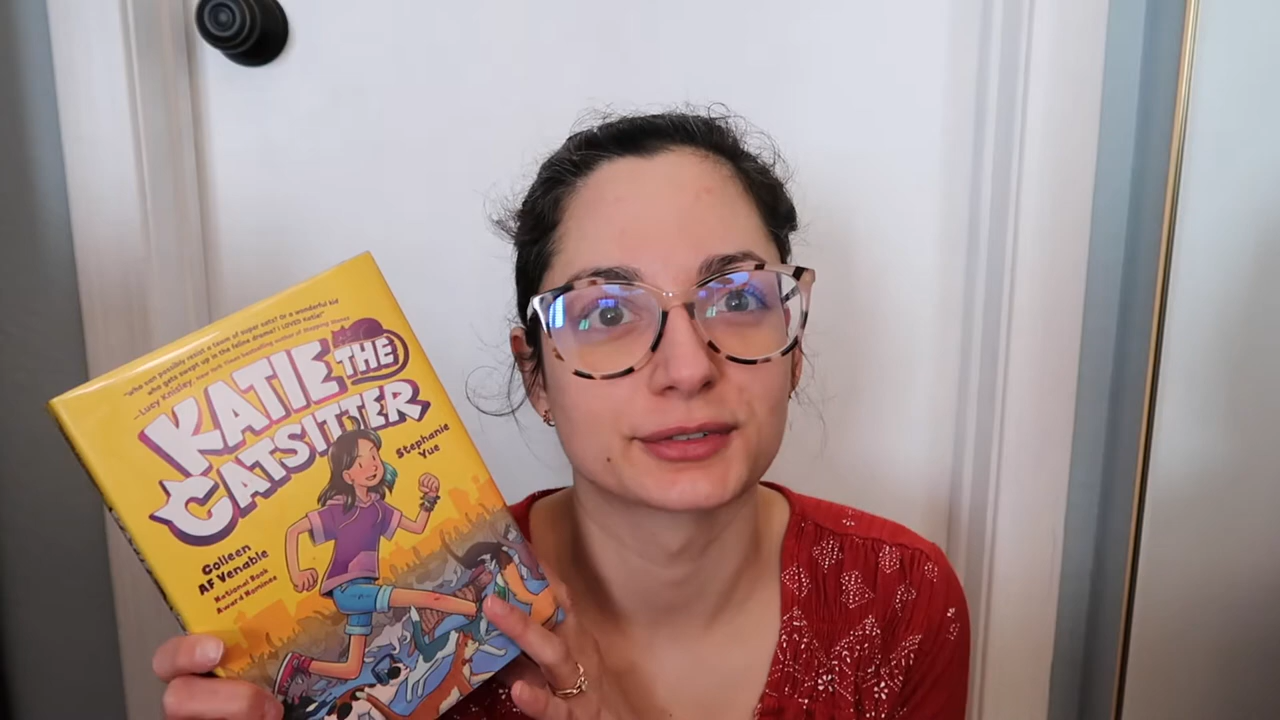 "Who can possibly resist a team of super cats? Or a wonderful kid
who gets swept up in the feline drama? I LOVED Katie!"
—Lucy Knisley, New York Times bestselling author of Stepping Stones
KATIE THE
CATSITTER
Stephanie
Yue
Colleen
AF Venable
National Book
Award Nominee